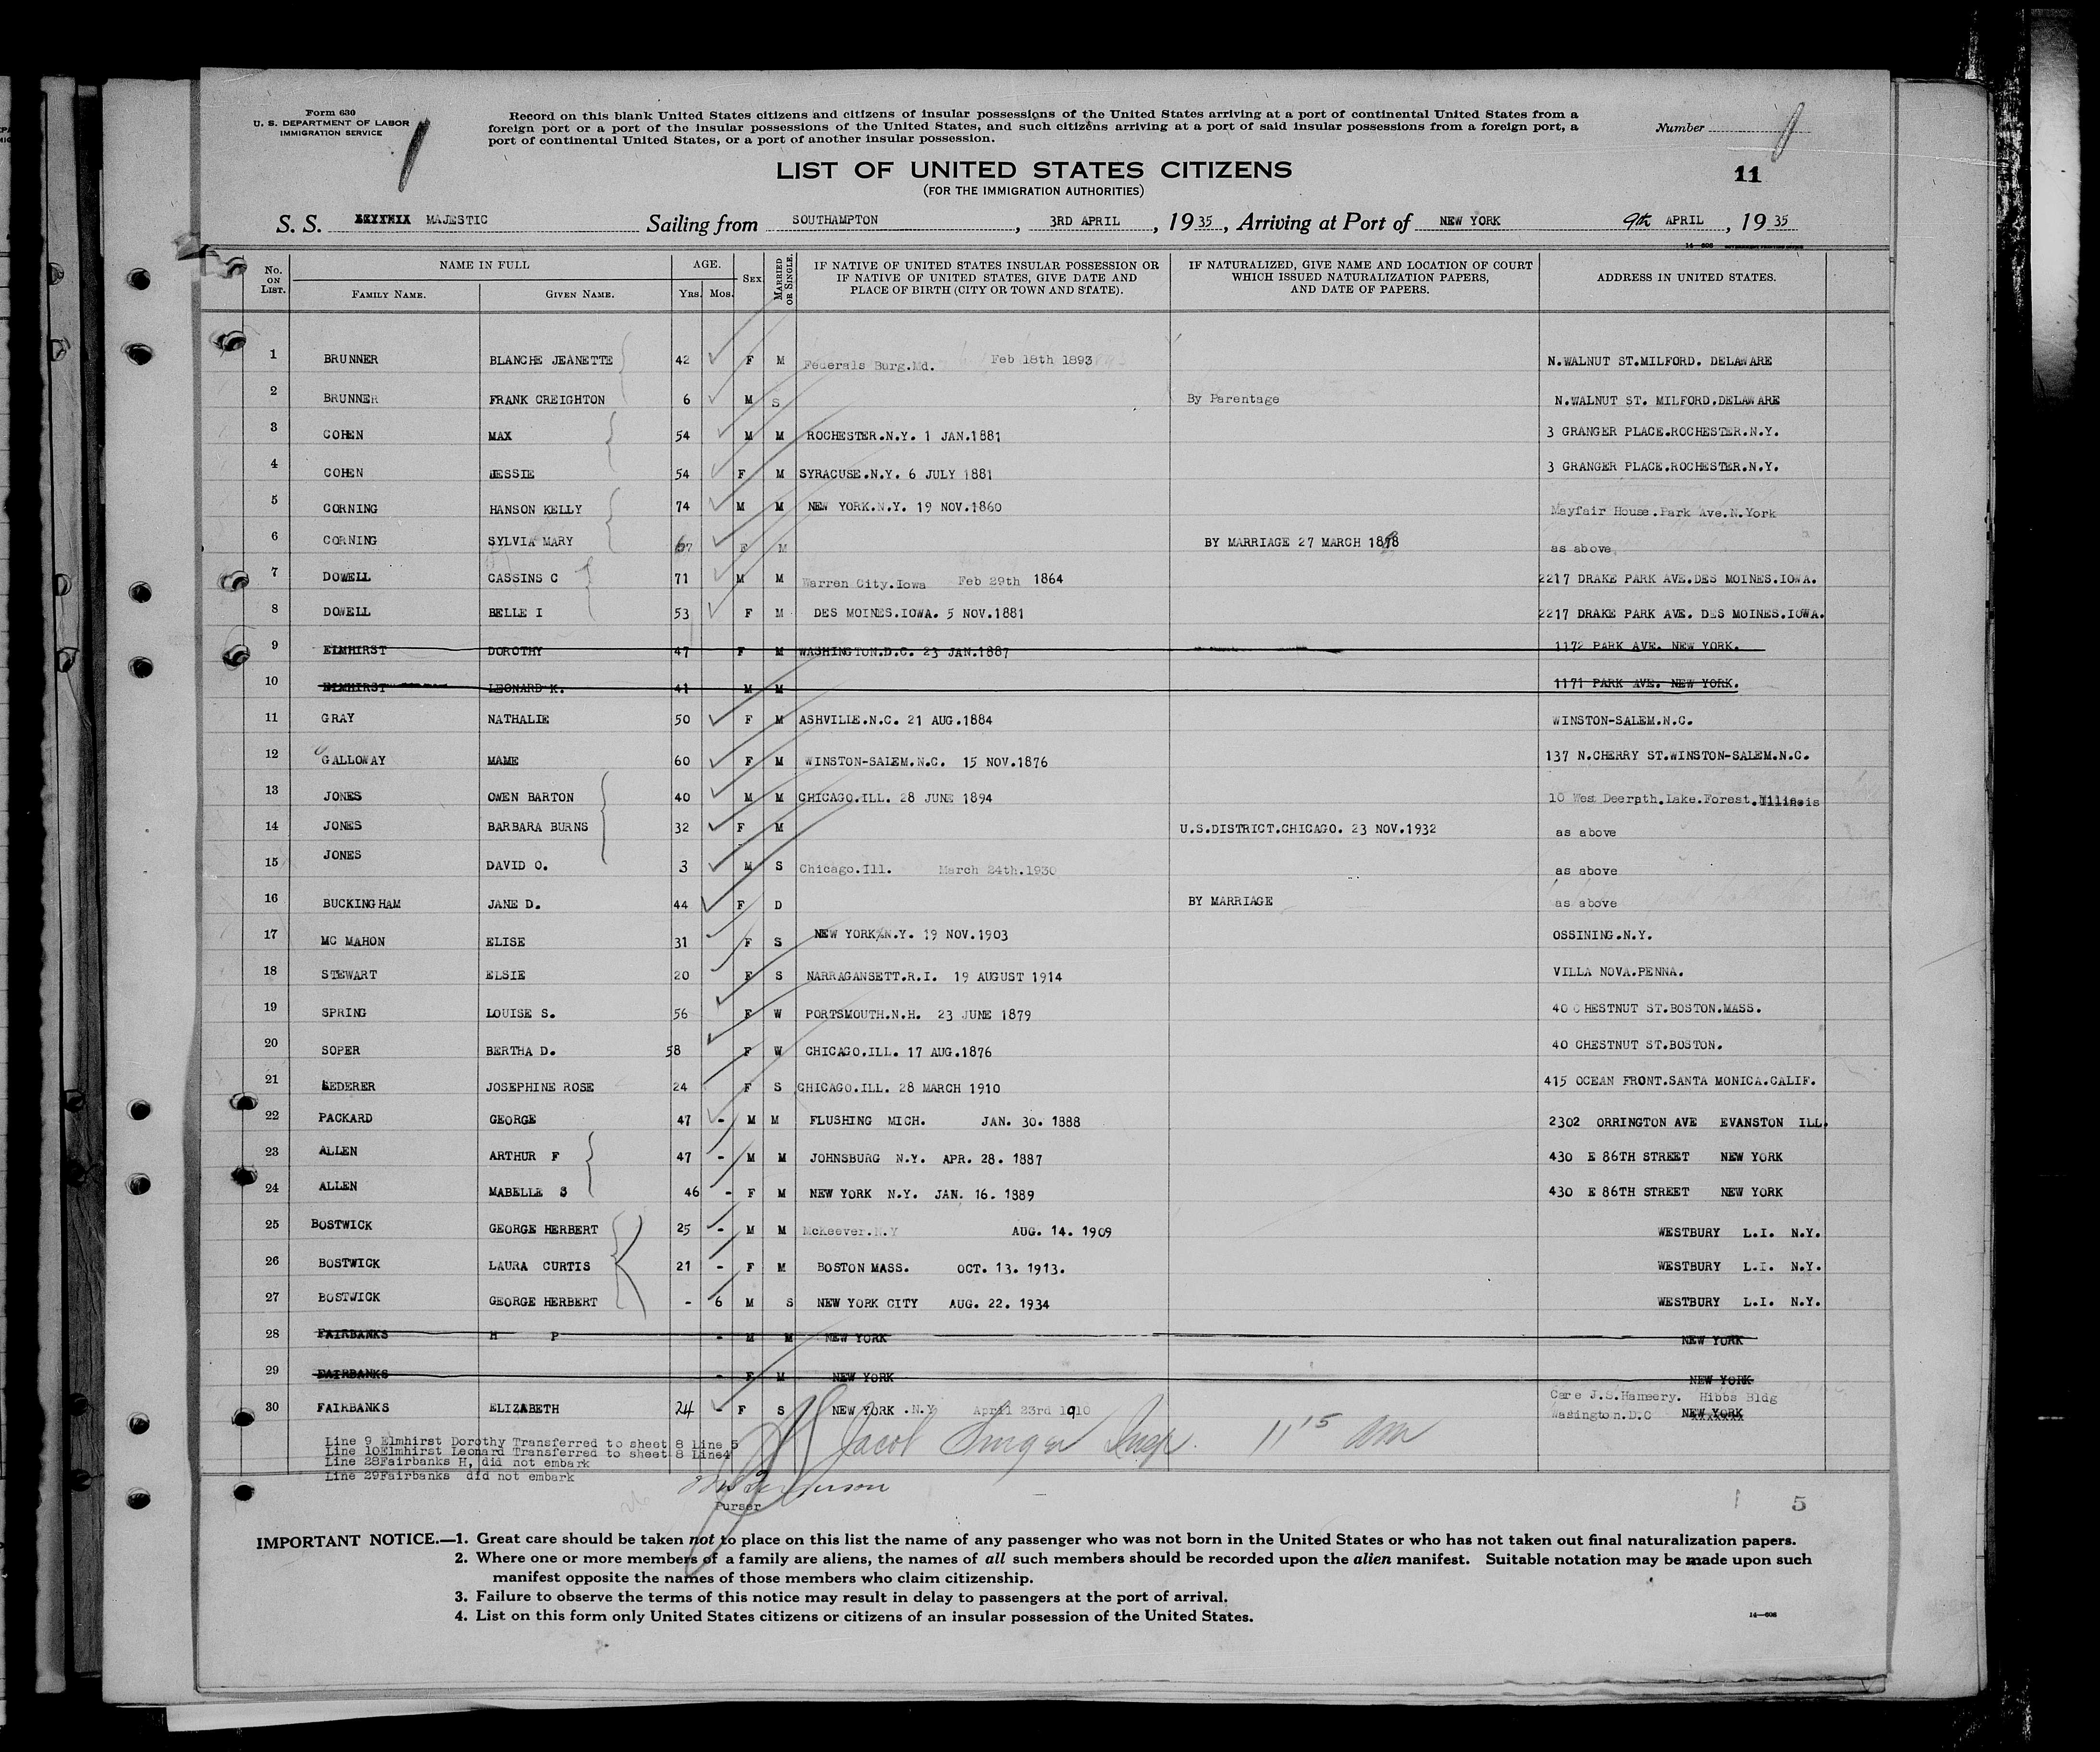 Form 630
U. S. DEPARTMENT OF LABOR
IMMIGRATION SERVICE
Record on this blank United States citizens and citizens of insular possessions of the United States arriving at a port of continental United States from a
foreign port or a port of the insular possessions of the United States, and such citizens arriving at a port of said insular possessions from a foreign port, a
port of continental United States, or a port of another insular possession.
Number
LIST OF UNITED STATES CITIZENS
(FOR THE IMMIGRATION AUTHORITIES)
11
S. S. MAJESTIC Sailing from SOUTHAMPTON, 3RD APRIL, 1935, Arriving at Port of NEW YORK 9th APRIL, 1935
No. ON LIST. NAME IN FULL FAMILY NAME. GIVEN NAME. AGE. Yrs. Mos. SEX MARRIED OR SINGLE. IF NATIVE OF UNITED STATES INSULAR POSSESSION OR IF NATIVE OF UNITED STATES, GIVE DATE AND PLACE OF BIRTH (CITY OR TOWN AND STATE). IF NATURALIZED, GIVE NAME AND LOCATION OF COURT WHICH ISSUED NATURALIZATION PAPERS, AND DATE OF PAPERS. ADDRESS IN UNITED STATES.
1 BRUNNER BLANCHE JEANETTE 42 F M Federals Burg.Md. Feb 18th 1893 N.WALNUT ST.MILFORD. DELAWARE
2 BRUNNER FRANK CREIGHTON 6 M S By Parentage N.WALNUT ST. MILFORD.DELAWARE
3 COHEN MAX 54 M M ROCHESTER.N.Y. 1 JAN.1881 3 GRANGER PLACE.ROCHESTER.N.Y.
4 COHEN JESSIE 54 F M SYRACUSE.N.Y. 6 JULY 1881 3 GRANGER PLACE.ROCHESTER.N.Y.
5 CORNING HANSON KELLY 74 M M NEW YORK.N.Y. 19 NOV.1860 Mayfair House.Park Ave.N.York
6 CORNING SYLVIA MARY 67 F M BY MARRIAGE 27 MARCH as above
7 DOWELL CASSINS C 71 M M Warren City.Iowa Feb 29th 1864 2217 DRAKE PARK AVE.DES MOINES.IOWA.
8 DOWELL BELLE I 53 F M DES MOINES.IOWA. 5 NOV.1881 2217 DRAKE PARK AVE. DES MOINES.IOWA.
9 ELMHIRST DOROTHY 47 F M WASHINGTON.D.C. 23 JAN.1887 1172 PARK AVE. NEW YORK.
10 ELMHIRST LEONARD K. 41 M M 1171 PARK AVE. NEW YORK.
11 GRAY NATHALIE 50 F M ASHVILLE.N.C. 21 AUG.1884 WINSTON-SALEM.N.C.
12 GALLOWAY MAME 60 F M WINSTON-SALEM.N.C. 15 NOV.1876 137 N.CHERRY ST.WINSTON-SALEM.N.C.
13 JONES OWEN BARTON 40 M M CHICAGO.ILL. 28 JUNE 1894 10 West Deerpth.Lake.Forest.Illinois
14 JONES BARBARA BURNS 32 F M U.S.DISTRICT.CHICAGO. 23 NOV.1932 as above
15 JONES DAVID O. 3 M S Chicago.Ill. March 24th.1930 as above
16 BUCKINGHAM JANE D. 44 F D BY MARRIAGE as above
17 MC MAHON ELISE 31 F S NEW YORK.N.Y. 19 NOV.1903 OSSINING.N.Y.
18 STEWART ELSIE 20 F S NARRAGANSETT.R.I. 19 AUGUST 1914 VILLA NOVA.PENNA.
19 SPRING LOUISE S. 56 F W PORTSMOUTH.N.H. 23 JUNE 1879 40 CHESTNUT ST.BOSTON.MASS.
20 SOPER BERTHA D. 58 F W CHICAGO.ILL. 17 AUG.1876 40 CHESTNUT ST.BOSTON.
21 LEDERER JOSEPHINE ROSE 24 F S CHICAGO.ILL. 28 MARCH 1910 415 OCEAN FRONT.SANTA MONICA.CALIF.
22 PACKARD GEORGE 47 - M M FLUSHING MICH. JAN. 30. 1888 2302 ORRINGTON AVE EVANSTON ILL.
23 ALLEN ARTHUR F 47 - M M JOHNSBURG N.Y. APR. 28. 1887 430 E 86TH STREET NEW YORK
24 ALLEN MABELLE S 46 - F M NEW YORK N.Y. JAN. 16. 1889 430 E 86TH STREET NEW YORK
25 BOSTWICK GEORGE HERBERT 25 - M M McKeever.N.Y AUG. 14. 1909 WESTBURY L.I. N.Y.
26 BOSTWICK LAURA CURTIS 21 - F M BOSTON MASS. OCT. 13. 1913. WESTBURY L.I. N.Y.
27 BOSTWICK GEORGE HERBERT - 6 M S NEW YORK CITY AUG. 22. 1934 WESTBURY L.I. N.Y.
28 FAIRBANKS H P - M M NEW YORK NEW YORK
29 FAIRBANKS - F M NEW YORK NEW YORK
30 FAIRBANKS ELIZABETH 24 - F S NEW YORK .N.Y April 23rd 1910 Care J.S.Hamsery. Hibbs Bldg
Wasington.D.C NEW YORK
Line 9 Elmhirst Dorothy Transferred to sheet 8 Line 5
Line 10Elmhirst Leonard Transferred to sheet 8 Line4
Line 28Fairbanks H, did not embark
Line 29Fairbanks did not embark
Jacob Singer Insp. 11 15 am
Purser
5
IMPORTANT NOTICE.—1. Great care should be taken not to place on this list the name of any passenger who was not born in the United States or who has not taken out final naturalization papers.
2. Where one or more members of a family are aliens, the names of all such members should be recorded upon the alien manifest. Suitable notation may be made upon such
manifest opposite the names of those members who claim citizenship.
3. Failure to observe the terms of this notice may result in delay to passengers at the port of arrival.
4. List on this form only United States citizens or citizens of an insular possession of the United States.
14—608